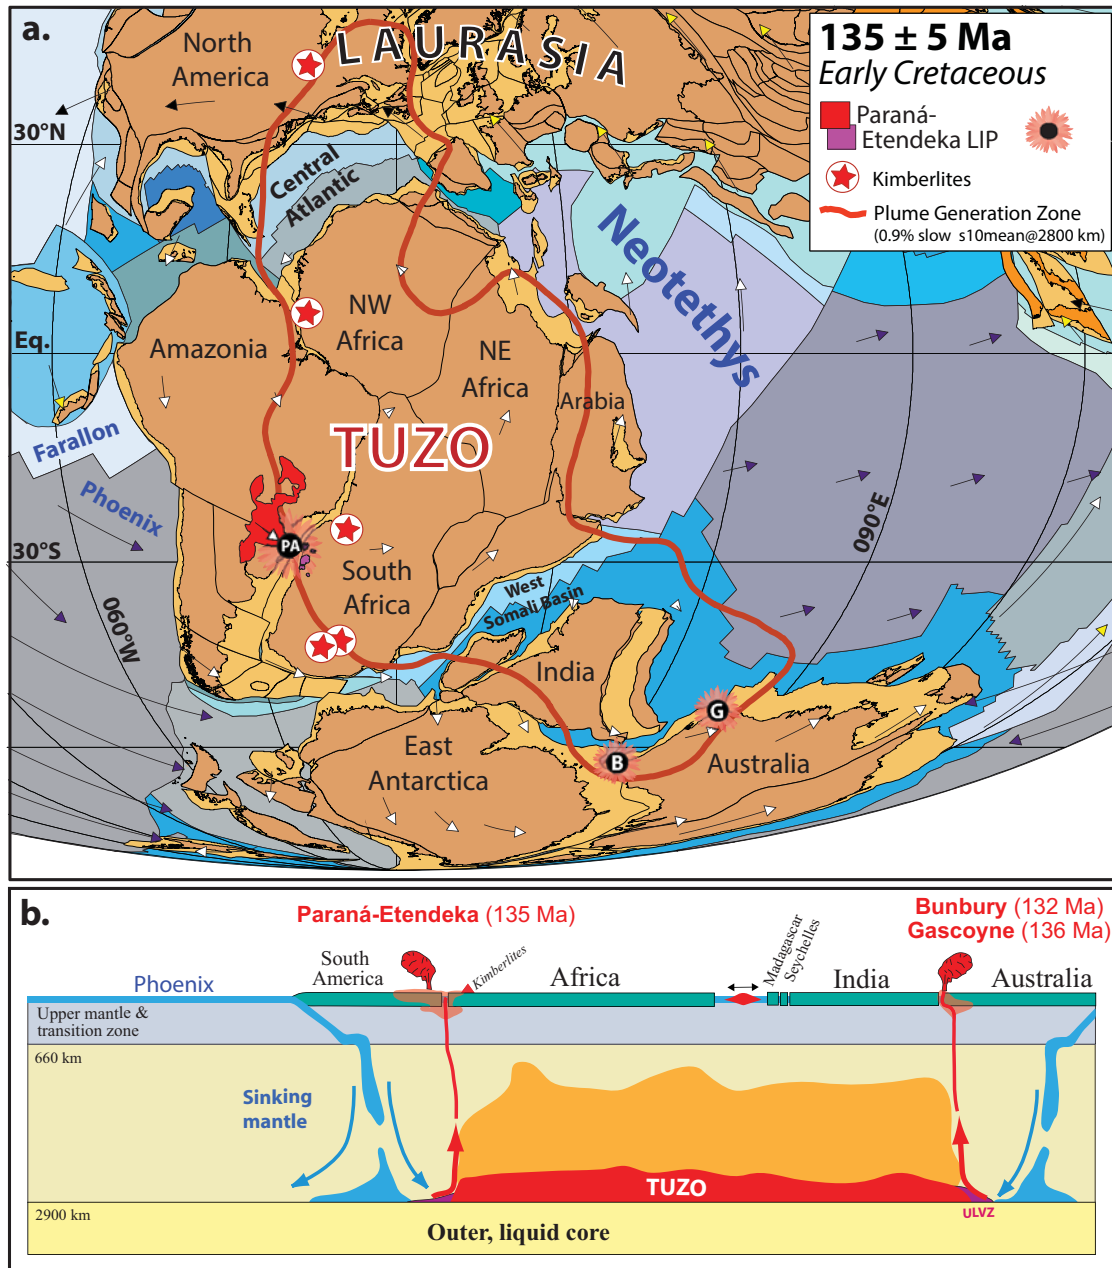 a.
135 ± 5 Ma
Early Cretaceous
Paraná-
Etendeka LIP
Kimberlites
Plume Generation Zone
(0.9% slow s10mean@2800 km)
LAURASIA
North
America
30°N
Central
Atlantic
Neotethys
NW
Africa
Eq.
Amazonia
NE
Africa
Arabia
TUZO
Farallon
Phoenix
090°E
30°S
PA
South
Africa
West
Somali Basin
060°W
India
G
B
East
Antarctica
Australia
b.
Paraná-Etendeka (135 Ma)
Bunbury (132 Ma)
Gascoyne (136 Ma)
Phoenix
South
America
Kimberlites
Africa
Madagascar
Seychelles
India
Australia
Upper mantle &
transition zone
660 km
Sinking
mantle
TUZO
ULVZ
2900 km
Outer, liquid core